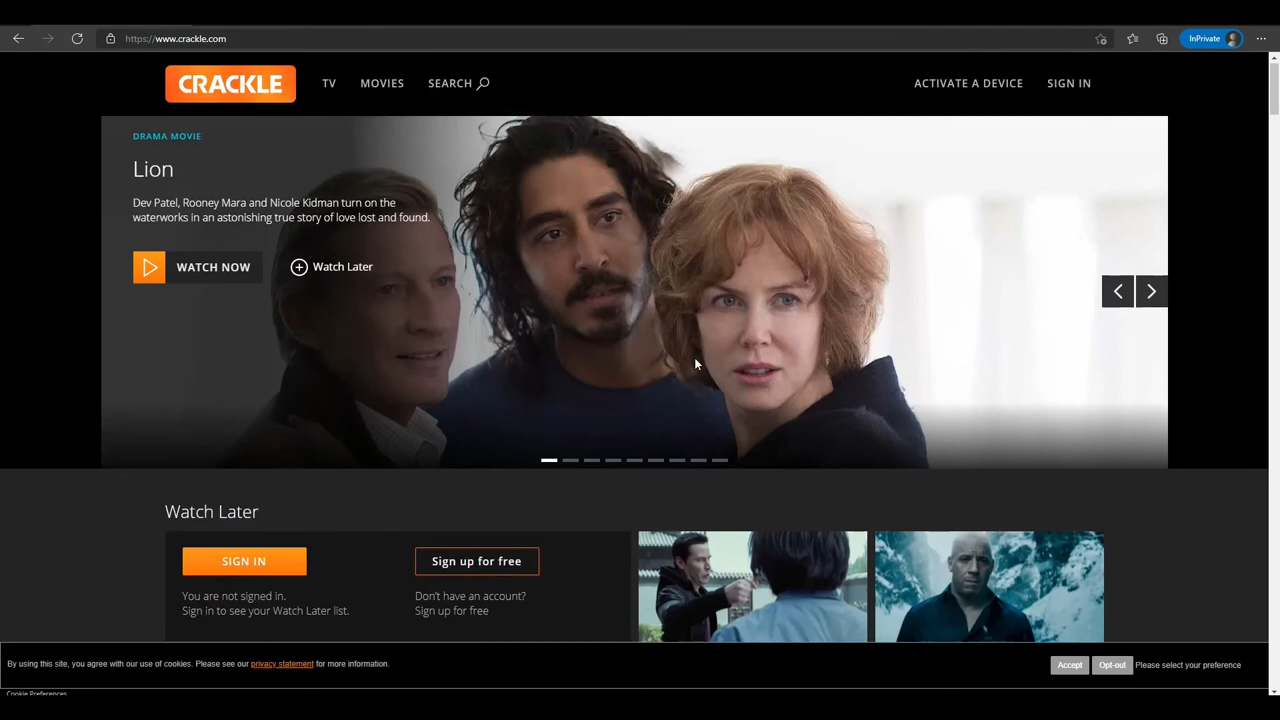 https://www.crackle.com
InPrivate
CRACKLE
TV
MOVIES
SEARCH
ACTIVATE A DEVICE
SIGN IN
DRAMA MOVIE
Lion
Dev Patel, Rooney Mara and Nicole Kidman turn on the
waterworks in an astonishing true story of love lost and found.
WATCH NOW
Watch Later
Watch Later
SIGN IN
Sign up for free
You are not signed in.
Sign in to see your Watch Later list.
Don't have an account?
Sign up for free
By using this site, you agree with our use of cookies. Please see our privacy statement for more information.
Accept
Opt-out
Please select your preference
Cookie Preferences